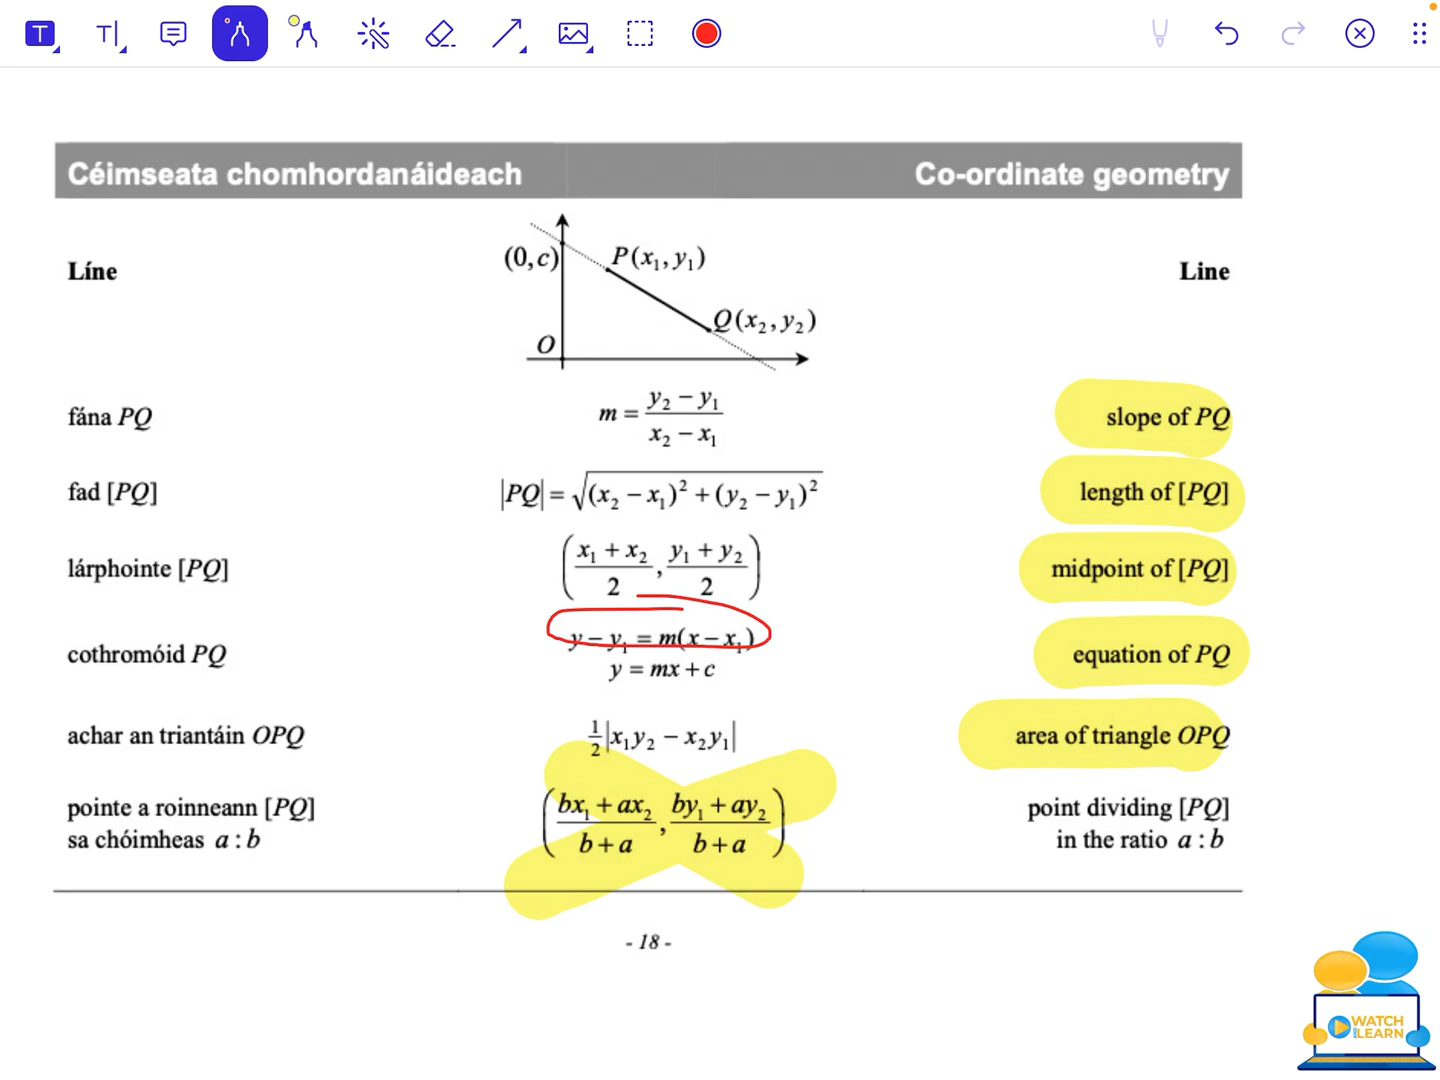 T T|
Céimseata chomhordanáideach Co-ordinate geometry
Líne Line
(0, c) P(x₁, y₁)
Q(x₂, y₂)
O
fána PQ m = (y₂ − y₁)/(x₂ − x₁) slope of PQ
fad [PQ] |PQ| = √((x₂ − x₁)² + (y₂ − y₁)²) length of [PQ]
lárphointe [PQ] ((x₁ + x₂)/2, (y₁ + y₂)/2) midpoint of [PQ]
y − y₁ = m(x − x₁)
cothromóid PQ equation of PQ
y = mx + c
achar an triantáin OPQ ½|x₁y₂ − x₂y₁| area of triangle OPQ
pointe a roinneann [PQ] ((bx₁ + ax₂)/(b + a), (by₁ + ay₂)/(b + a)) point dividing [PQ]
sa chóimheas a : b in the ratio a : b
- 18 -
WATCH
AND LEARN